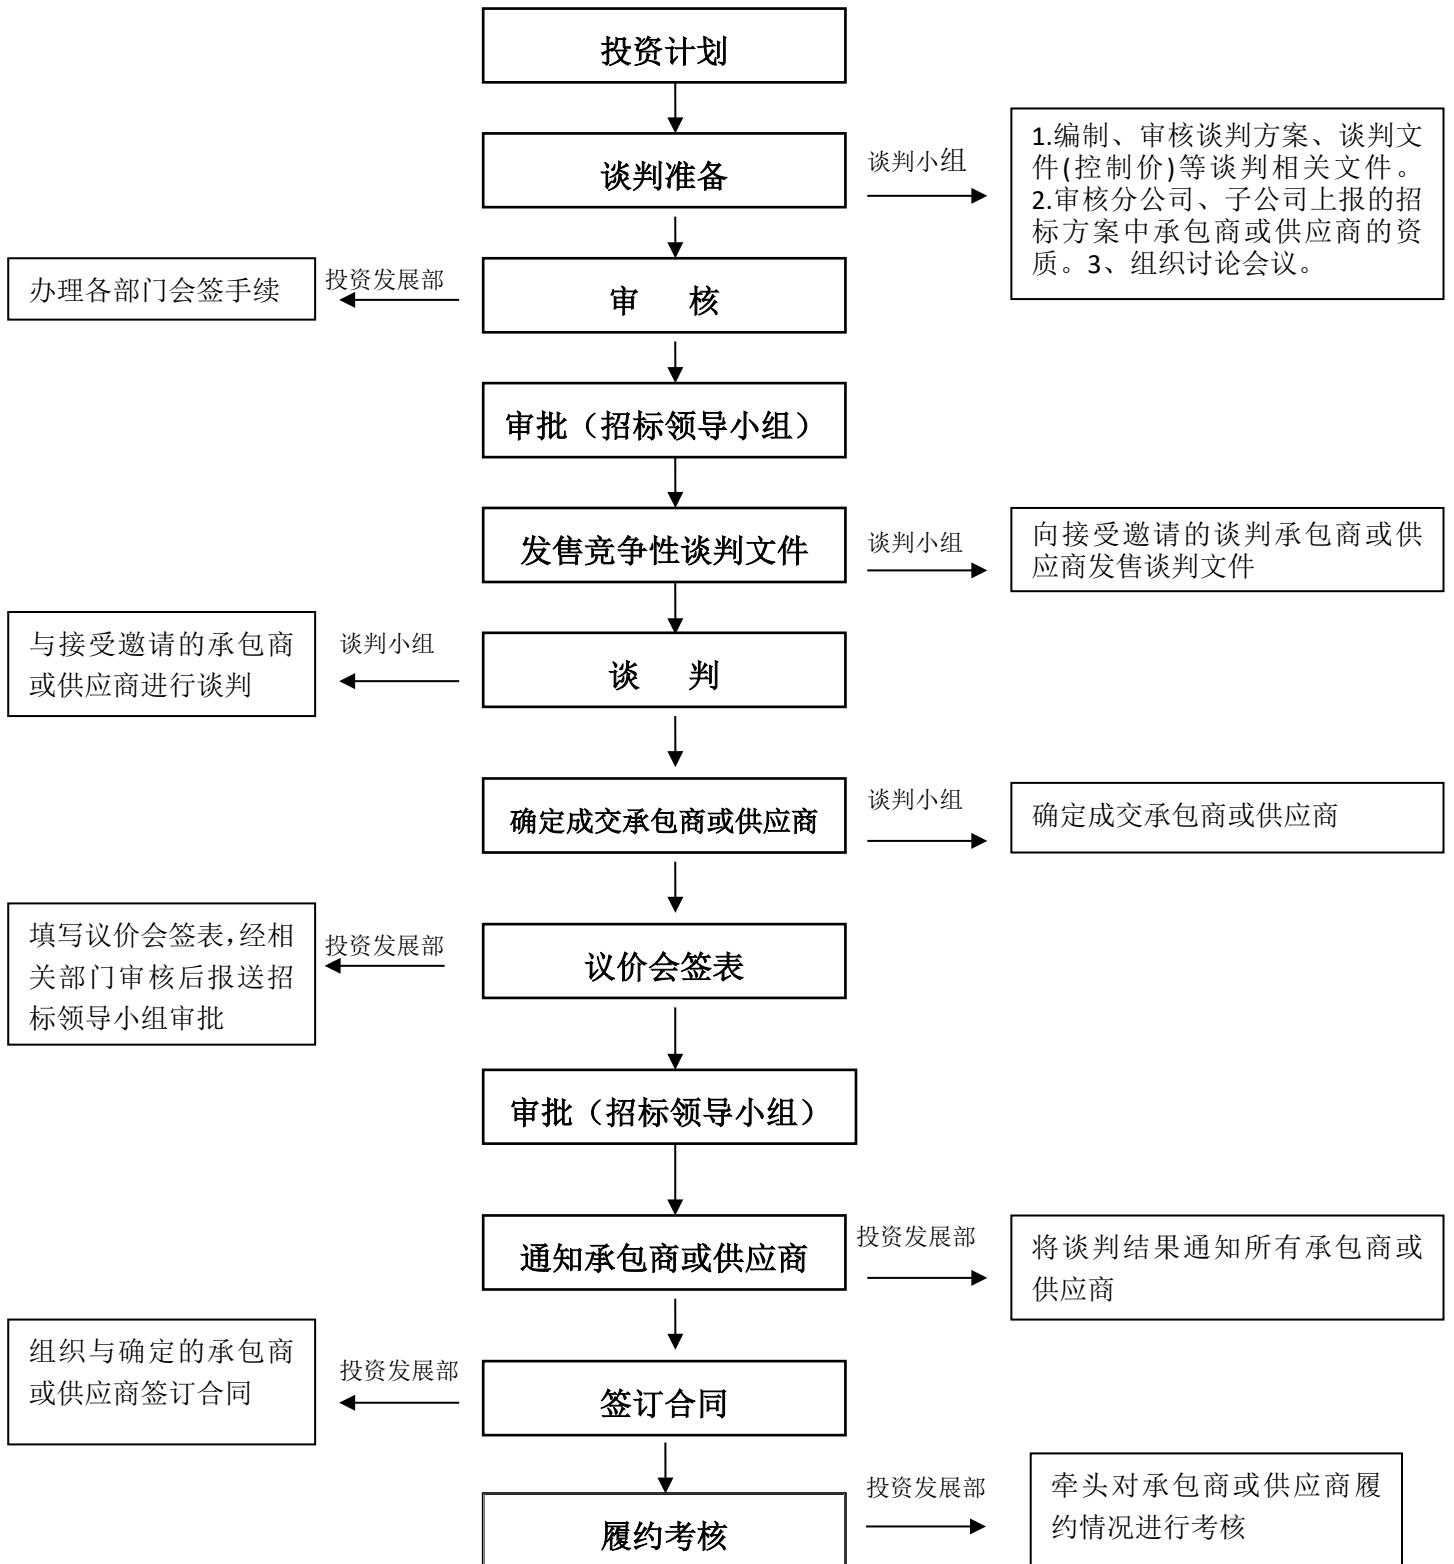 投资计划
谈判准备
谈判小组
1.编制、审核谈判方案、谈判文
件(控制价)等谈判相关文件。
2.审核分公司、子公司上报的招
标方案中承包商或供应商的资
质。3、组织讨论会议。
办理各部门会签手续
投资发展部
审 核
审批（招标领导小组）
发售竞争性谈判文件
谈判小组
向接受邀请的谈判承包商或供
应商发售谈判文件
与接受邀请的承包商
或供应商进行谈判
谈判小组
谈 判
确定成交承包商或供应商
谈判小组
确定成交承包商或供应商
填写议价会签表，经相
关部门审核后报送招
标领导小组审批
投资发展部
议价会签表
审批（招标领导小组）
通知承包商或供应商
投资发展部
将谈判结果通知所有承包商或
供应商
组织与确定的承包商
或供应商签订合同
投资发展部
签订合同
履约考核
投资发展部
牵头对承包商或供应商履
约情况进行考核